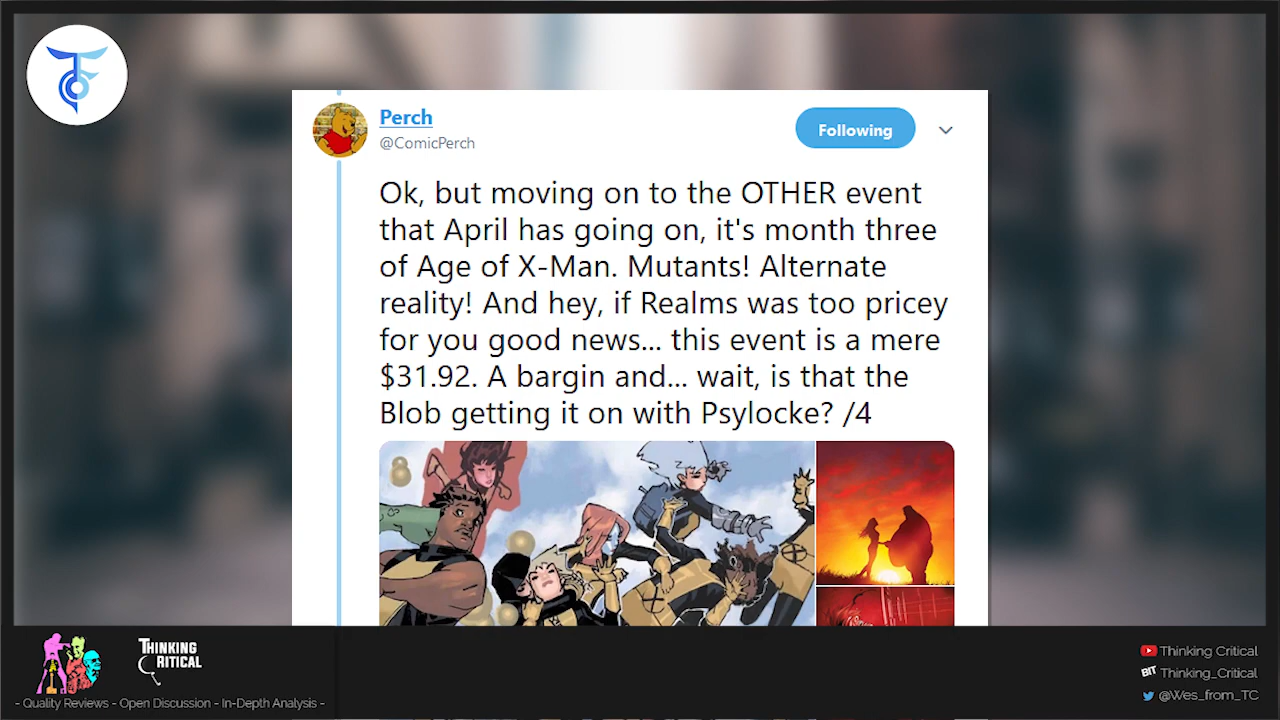 Perch
@ComicPerch
Following
Ok, but moving on to the OTHER event
that April has going on, it's month three
of Age of X-Man. Mutants! Alternate
reality! And hey, if Realms was too pricey
for you good news... this event is a mere
$31.92. A bargin and... wait, is that the
Blob getting it on with Psylocke? /4
THINKING
CRITICAL
- Quality Reviews - Open Discussion - In-Depth Analysis -
Thinking Critical
BIT Thinking_Critical
@Wes_from_TC